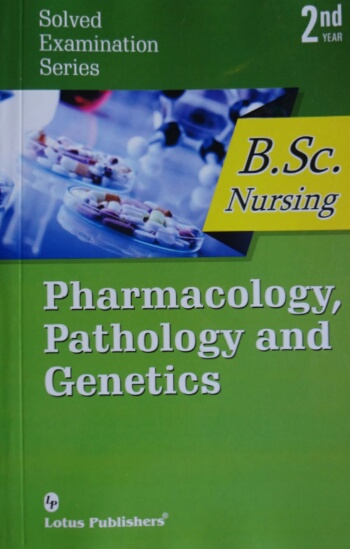 Solved
Examination
Series
2nd
YEAR
B.Sc.
Nursing
Pharmacology,
Pathology and
Genetics
LP
Lotus Publishers®